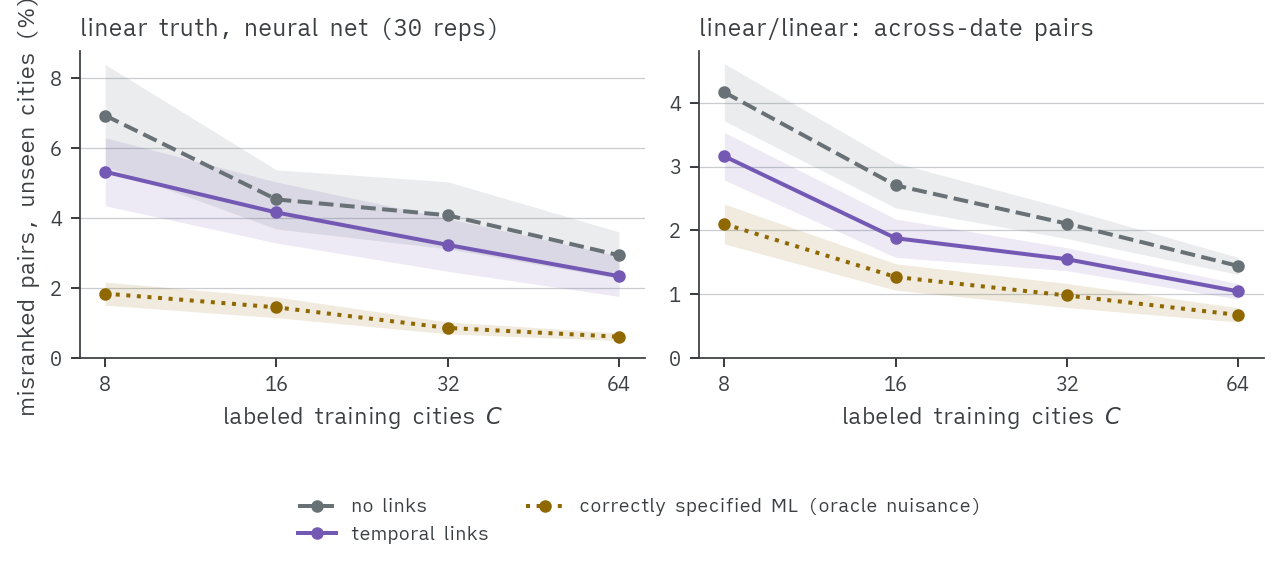 linear truth, neural net (30 reps)
misranked pairs, unseen cities (%)
8
6
4
2
0
8 16 32 64
labeled training cities C
linear/linear: across-date pairs
4
3
2
1
0
8 16 32 64
labeled training cities C
no links
temporal links
correctly specified ML (oracle nuisance)